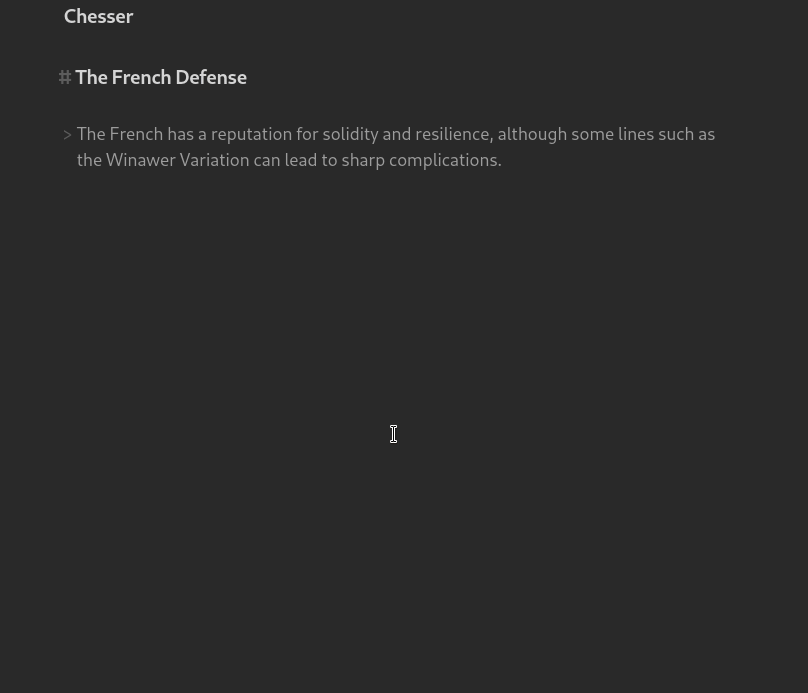 Chesser
# The French Defense
> The French has a reputation for solidity and resilience, although some lines such as
the Winawer Variation can lead to sharp complications.